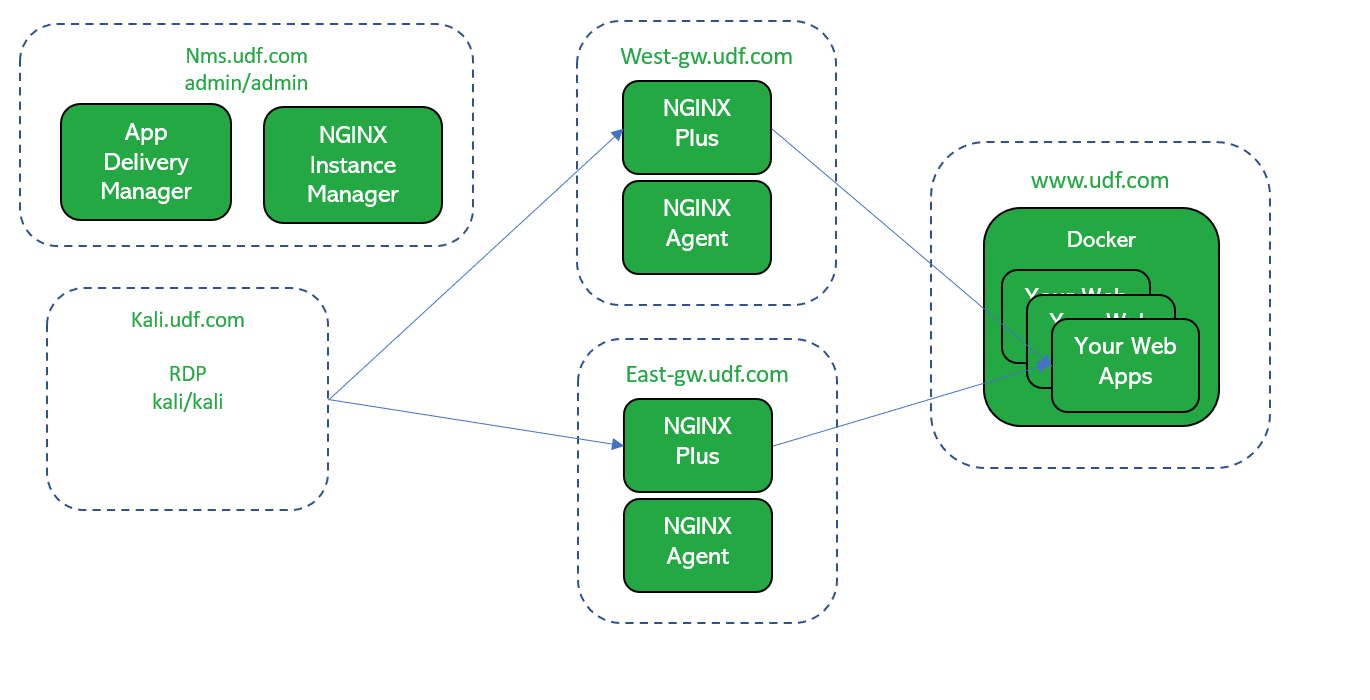 Nms.udf.com
admin/admin
App
Delivery
Manager
NGINX
Instance
Manager
Kali.udf.com
RDP
kali/kali
West-gw.udf.com
NGINX
Plus
NGINX
Agent
East-gw.udf.com
NGINX
Plus
NGINX
Agent
www.udf.com
Docker
Your Web
Your Web
Your Web
Apps